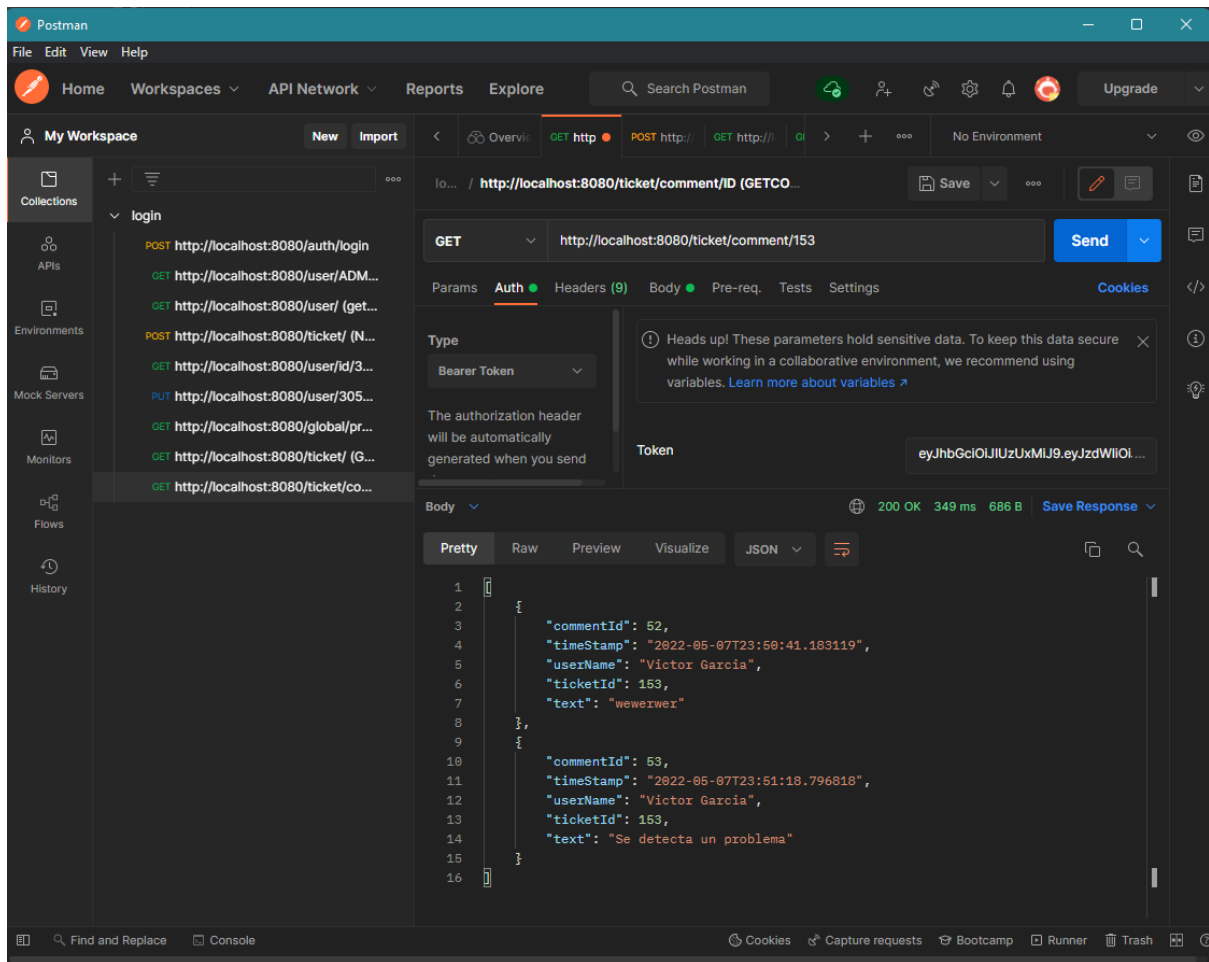 Postman
File Edit View Help
Home Workspaces API Network Reports Explore Search Postman Upgrade
My Workspace New Import
Overvie GET http POST http:/ GET http://l GI No Environment
Collections
APIs
Environments
Mock Servers
Monitors
Flows
History
login
POST http://localhost:8080/auth/login
GET http://localhost:8080/user/ADM...
GET http://localhost:8080/user/ (get...
POST http://localhost:8080/ticket/ (N...
GET http://localhost:8080/user/id/3...
PUT http://localhost:8080/user/305...
GET http://localhost:8080/global/pr...
GET http://localhost:8080/ticket/ (G...
GET http://localhost:8080/ticket/co...
lo... / http://localhost:8080/ticket/comment/ID (GETCO... Save
GET http://localhost:8080/ticket/comment/153 Send
Params Auth Headers (9) Body Pre-req. Tests Settings Cookies
Type
Bearer Token
The authorization header
will be automatically
generated when you send
Heads up! These parameters hold sensitive data. To keep this data secure
while working in a collaborative environment, we recommend using
variables. Learn more about variables
Token eyJhbGciOiJIUzUxMiJ9.eyJzdWIiOi....
Body 200 OK 349 ms 686 B Save Response
Pretty Raw Preview Visualize JSON
1 [
2 {
3 "commentId": 52,
4 "timeStamp": "2022-05-07T23:50:41.183119",
5 "userName": "Victor Garcia",
6 "ticketId": 153,
7 "text": "wewerwer"
8 },
9 {
10 "commentId": 53,
11 "timeStamp": "2022-05-07T23:51:18.796818",
12 "userName": "Victor Garcia",
13 "ticketId": 153,
14 "text": "Se detecta un problema"
15 }
16 ]
Find and Replace Console Cookies Capture requests Bootcamp Runner Trash